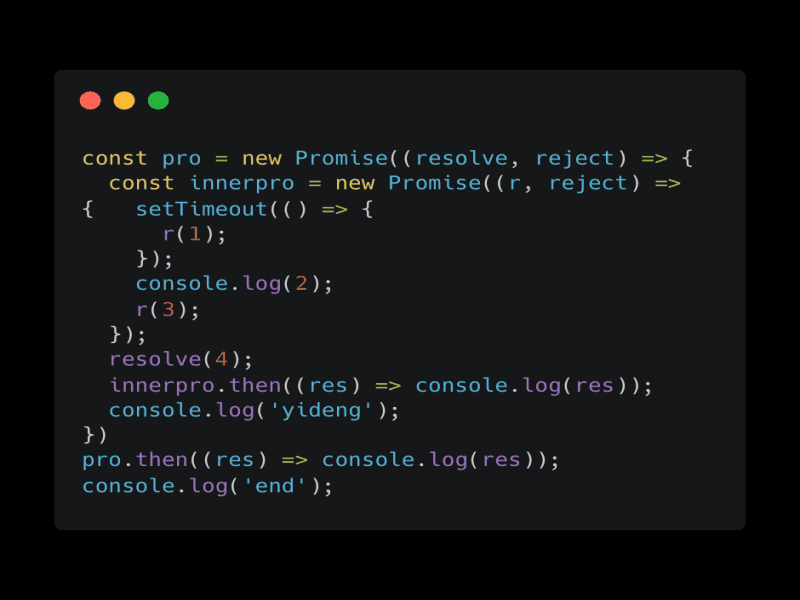 const pro = new Promise((resolve, reject) => {
  const innerpro = new Promise((r, reject) =>
{   setTimeout(() => {
      r(1);
    });
    console.log(2);
    r(3);
  });
  resolve(4);
  innerpro.then((res) => console.log(res));
  console.log('yideng');
})
pro.then((res) => console.log(res));
console.log('end');